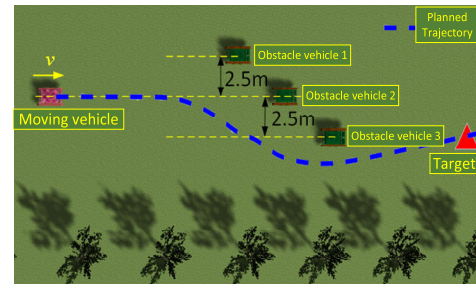 Planned
Trajectory
v
Obstacle vehicle 1
2.5m
Obstacle vehicle 2
Moving vehicle
2.5m
Obstacle vehicle 3
Target